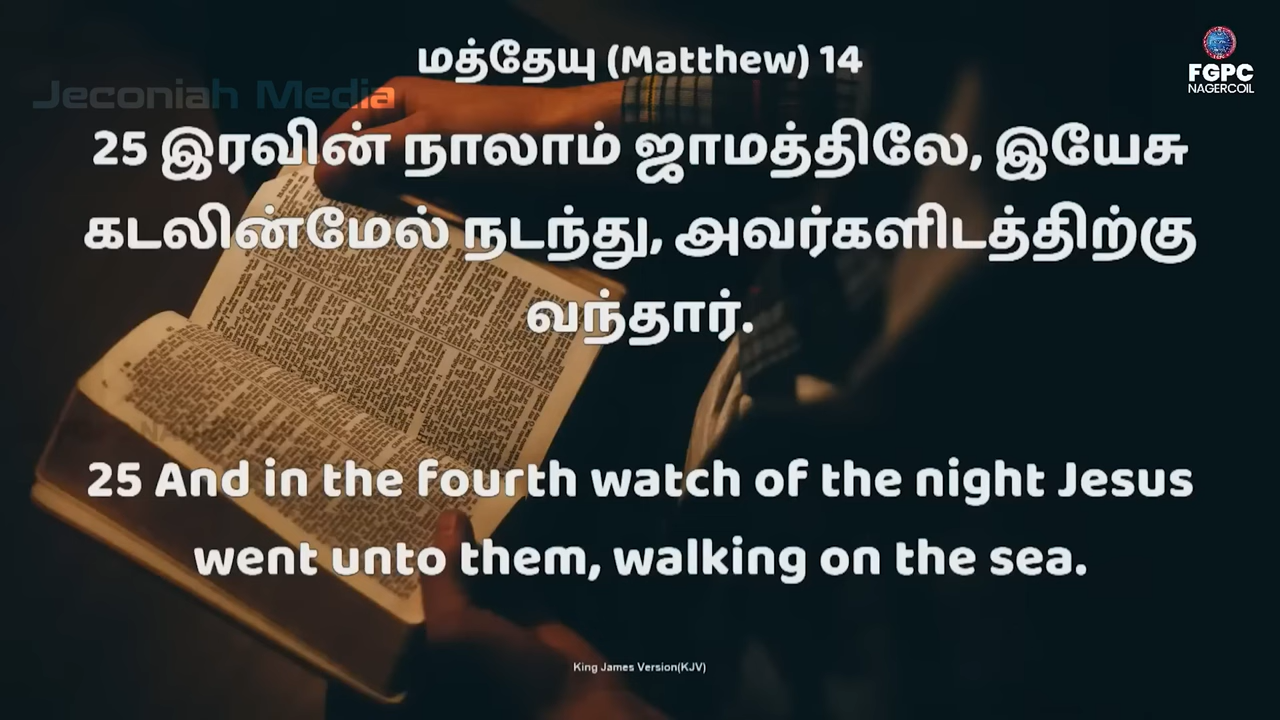 மத்தேயு (Matthew) 14
FGPC
NAGERCOIL
Jeconiah Media
25 இரவின் நாலாம் ஜாமத்திலே, இயேசு
கடலின்மேல் நடந்து, அவர்களிடத்திற்கு
வந்தார்.
25 And in the fourth watch of the night Jesus
went unto them, walking on the sea.
King James Version(KJV)